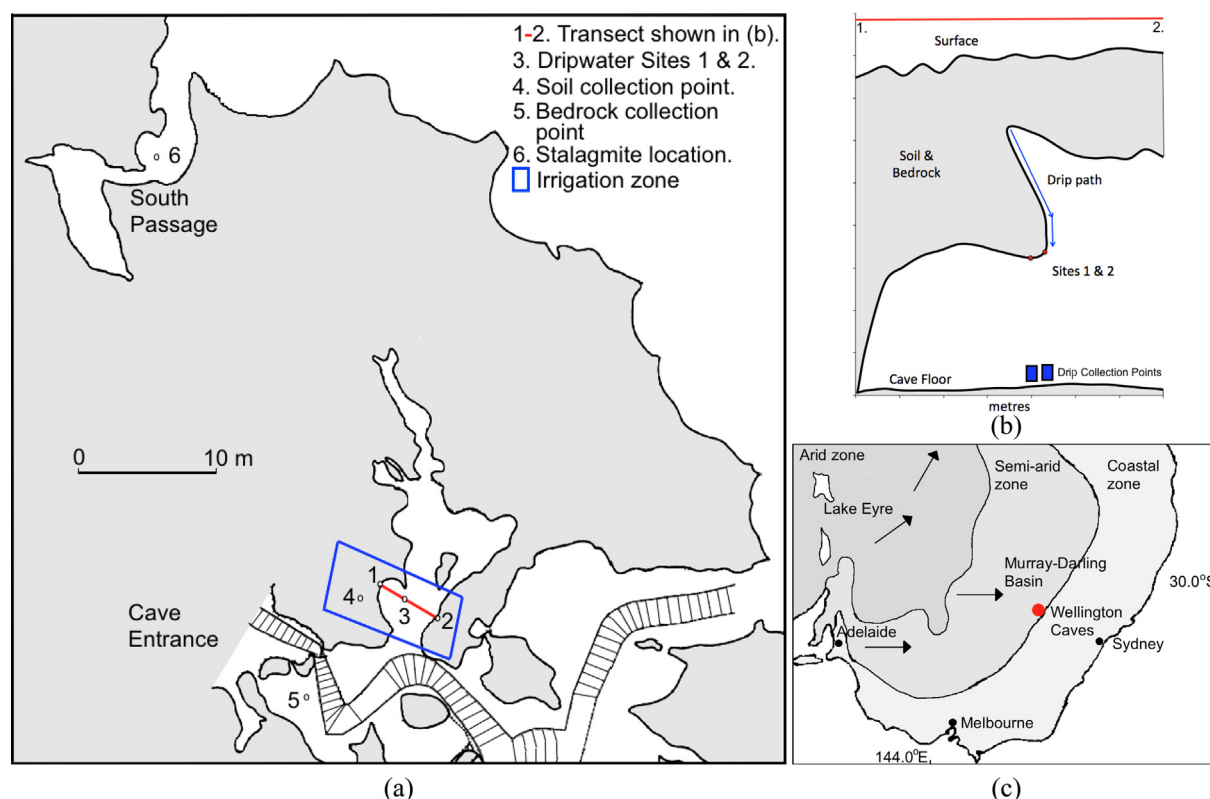 1-2. Transect shown in (b).
3. Dripwater Sites 1 & 2.
4. Soil collection point.
5. Bedrock collection
point
6. Stalagmite location.
Irrigation zone
6
South
Passage
0 10 m
1
4
3
2
Cave
Entrance
5
(a)
1. 2.
Surface
Soil &
Bedrock
Drip path
Sites 1 & 2
Drip Collection Points
Cave Floor
metres
(b)
Arid zone
Semi-arid
zone
Coastal
zone
Lake Eyre
Murray-Darling
Basin
30.0°S
Wellington
Caves
Adelaide
Sydney
Melbourne
144.0°E
(c)